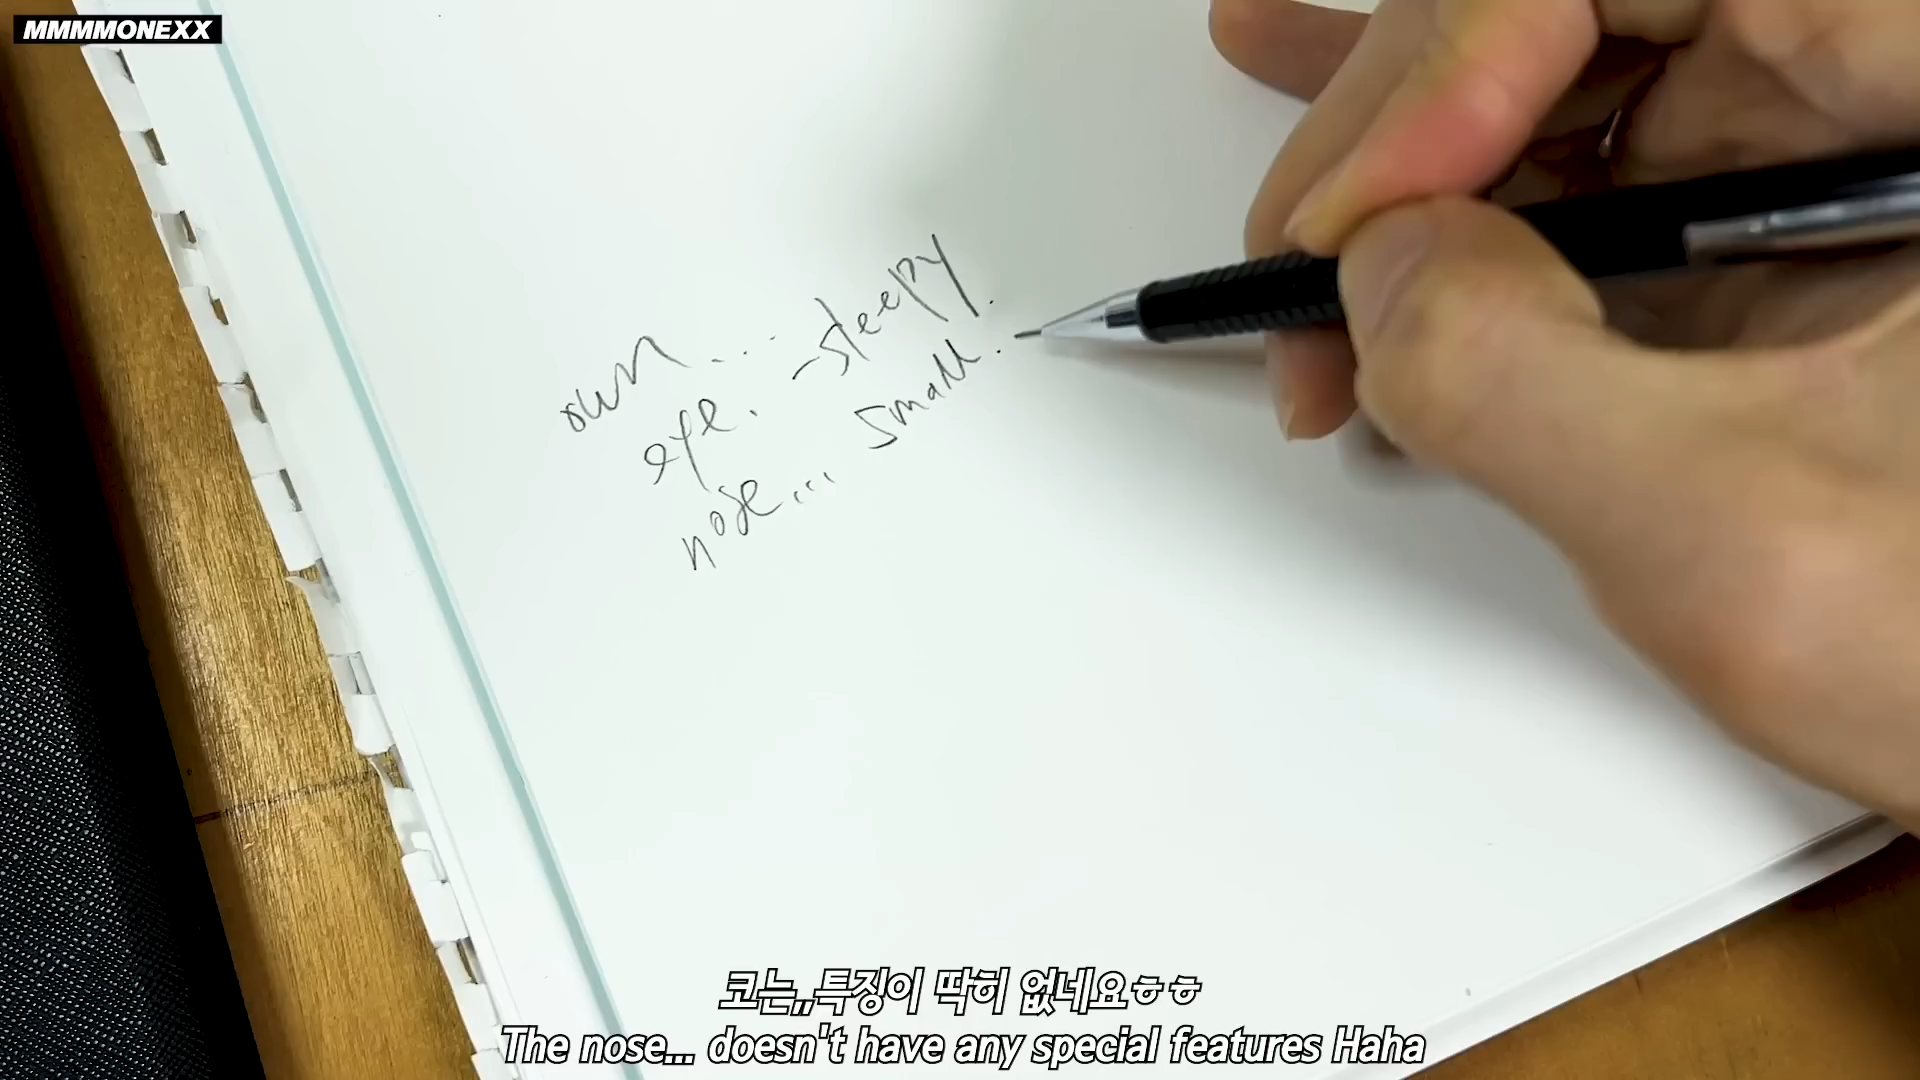 MMMMONEXX
own...
eye. - sleepy.
nose... small.
코는,,특징이 딱히 없네요ㅎㅎ
The nose... doesn't have any special features Haha